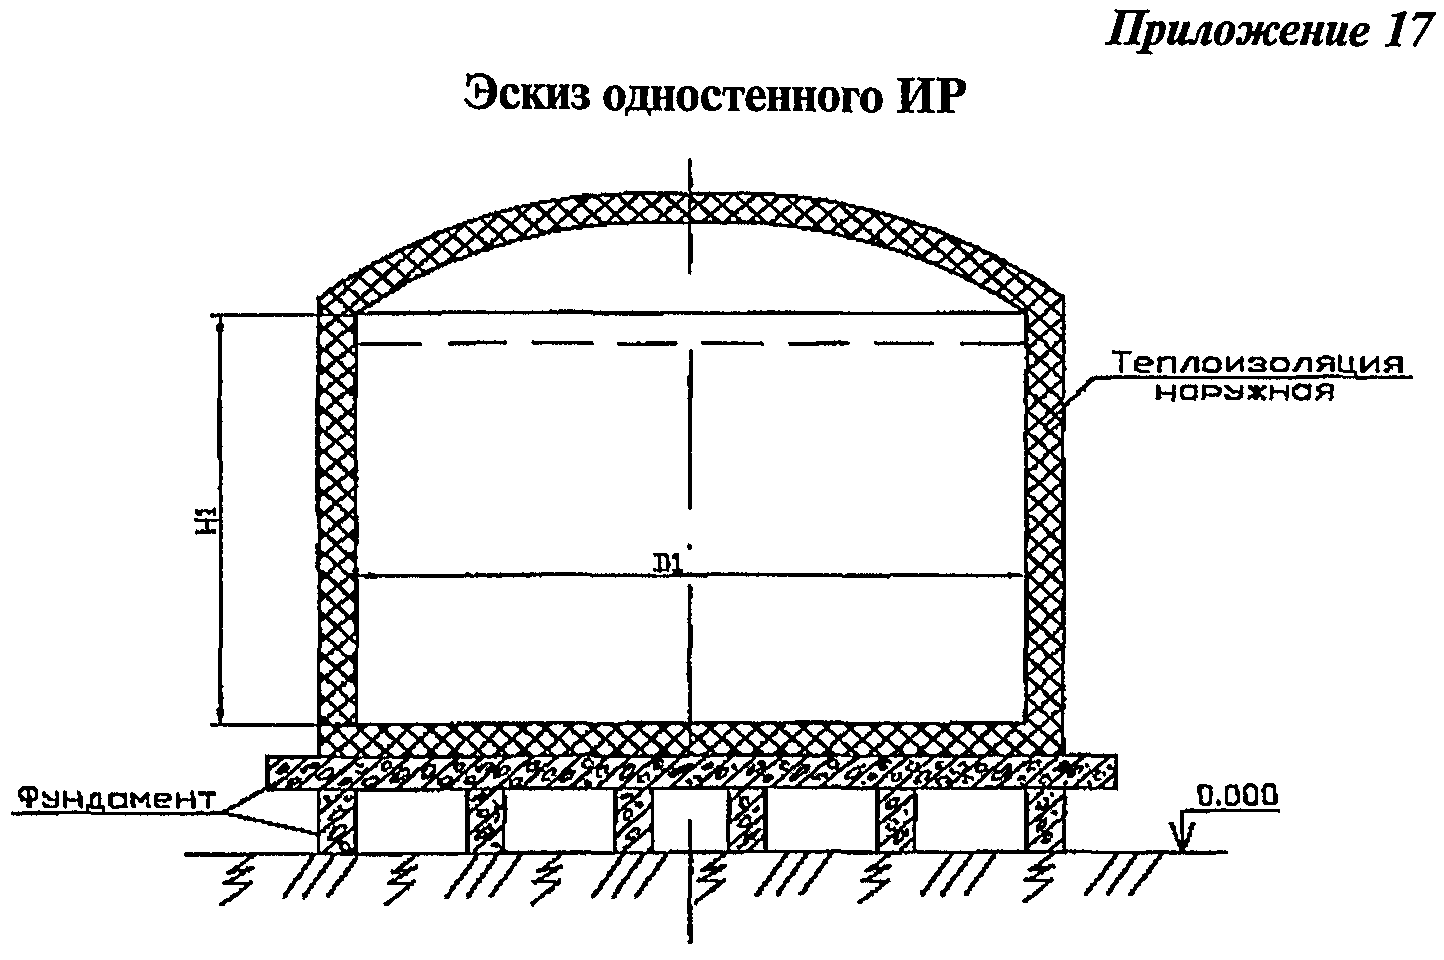 Приложение 17
Эскиз одностенного ИР
Теплоизоляция
наружная
H1
D1
Фундамент
0.000